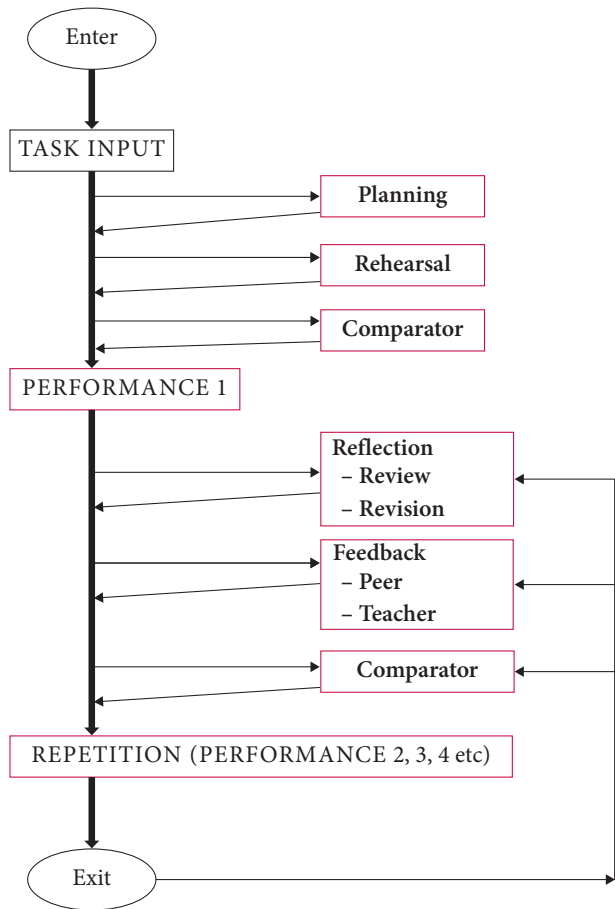 Enter
TASK INPUT
Planning
Rehearsal
Comparator
PERFORMANCE 1
Reflection
– Review
– Revision
Feedback
– Peer
– Teacher
Comparator
REPETITION (PERFORMANCE 2, 3, 4 etc)
Exit